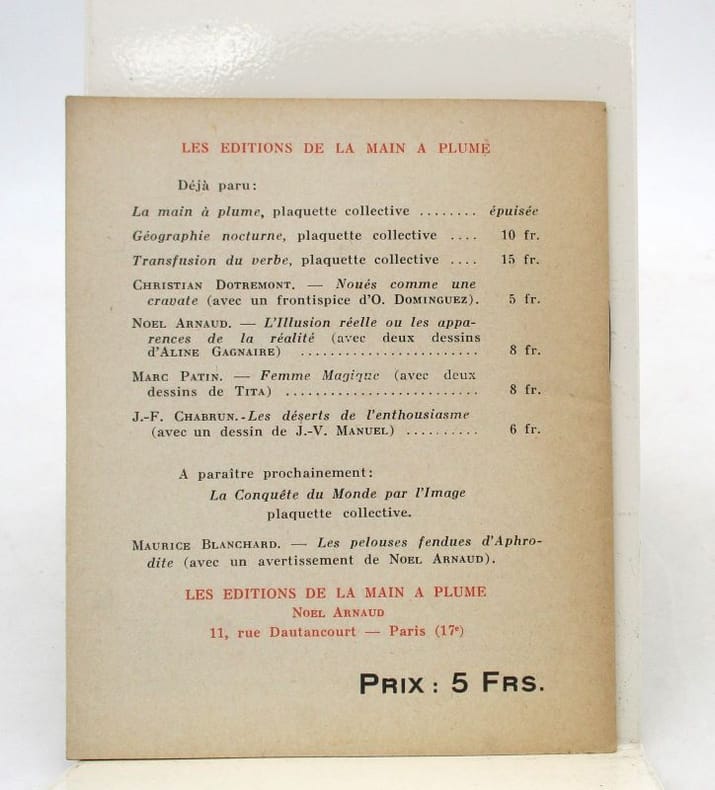 LES EDITIONS DE LA MAIN A PLUME
Déjà paru:
La main à plume, plaquette collective ........ épuisée
Géographie nocturne, plaquette collective .... 10 fr.
Transfusion du verbe, plaquette collective .... 15 fr.
CHRISTIAN DOTREMONT. — Noués comme une
cravate (avec un frontispice d'O. DOMINGUEZ). 5 fr.
NOEL ARNAUD. — L'Illusion réelle ou les appa-
rences de la réalité (avec deux dessins
d'ALINE GAGNAIRE) ........................ 8 fr.
MARC PATIN. — Femme Magique (avec deux
dessins de TITA) .......................... 8 fr.
J.-F. CHABRUN.-Les déserts de l'enthousiasme
(avec un dessin de J.-V. MANUEL) .......... 6 fr.
A paraître prochainement:
La Conquête du Monde par l'Image
plaquette collective.
MAURICE BLANCHARD. — Les pelouses fendues d'Aphro-
dite (avec un avertissement de NOEL ARNAUD).
LES EDITIONS DE LA MAIN A PLUME
NOEL ARNAUD
11, rue Dautancourt — Paris (17e)
PRIX : 5 FRS.